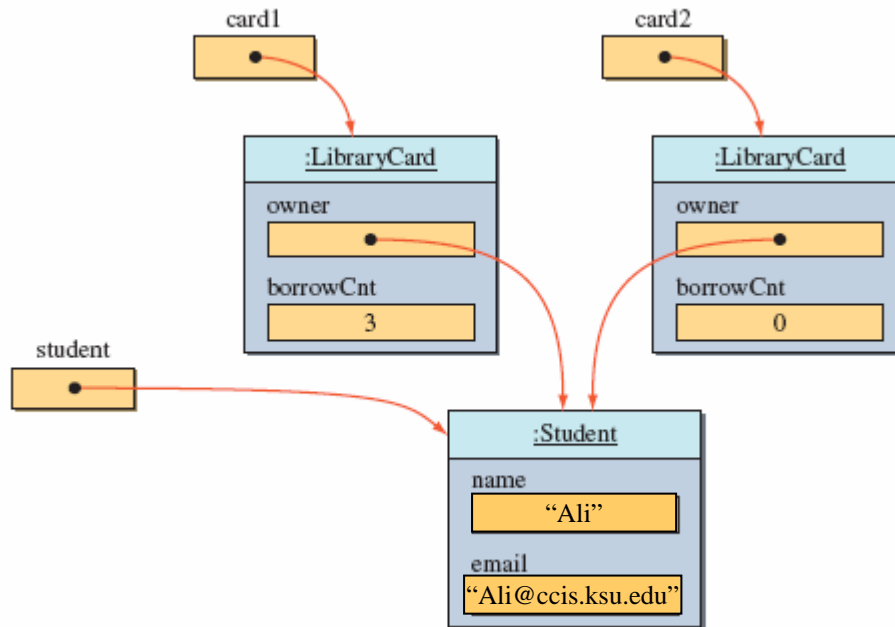 card1
card2
:LibraryCard
:LibraryCard
owner
owner
borrowCnt
borrowCnt
3
0
student
:Student
name
“Ali”
email
“Ali@ccis.ksu.edu”